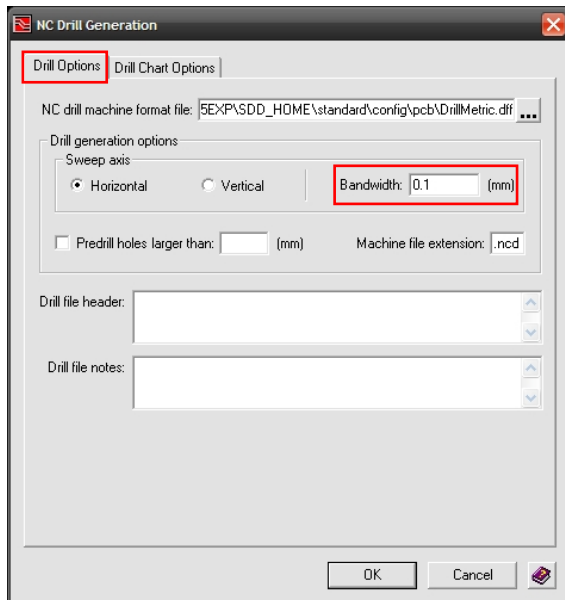 NC Drill Generation
Drill Options Drill Chart Options
NC drill machine format file: 5EXP\SDD_HOME\standard\config\pcb\DrillMetric.dff ...
Drill generation options
Sweep axis
Horizontal Vertical Bandwidth: 0.1 (mm)
Predrill holes larger than: (mm) Machine file extension: .ncd
Drill file header:
Drill file notes:
OK Cancel